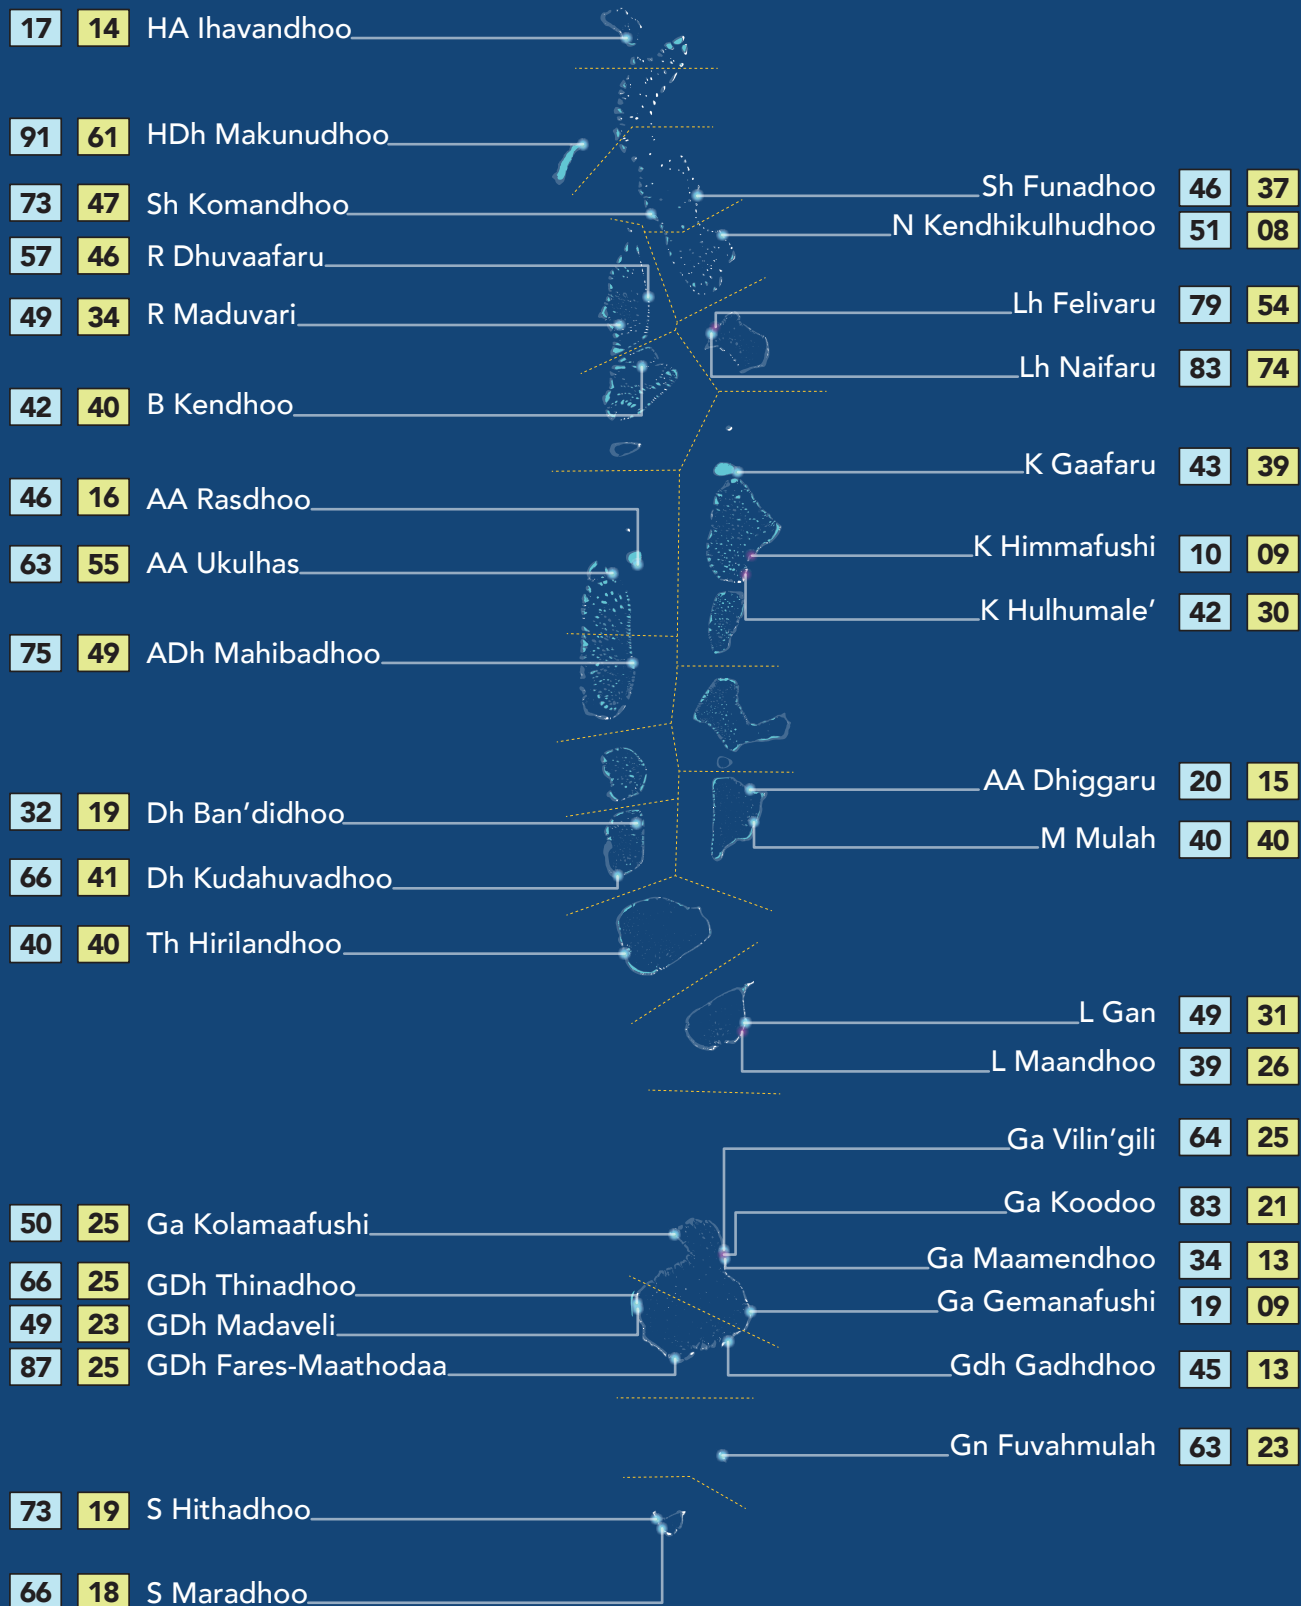 17 14 HA Ihavandhoo
91 61 HDh Makunudhoo
73 47 Sh Komandhoo
57 46 R Dhuvaafaru
49 34 R Maduvari
42 40 B Kendhoo
46 16 AA Rasdhoo
63 55 AA Ukulhas
75 49 ADh Mahibadhoo
32 19 Dh Ban'didhoo
66 41 Dh Kudahuvadhoo
40 40 Th Hirilandhoo
50 25 Ga Kolamaafushi
66 25 GDh Thinadhoo
49 23 GDh Madaveli
87 25 GDh Fares-Maathodaa
73 19 S Hithadhoo
66 18 S Maradhoo
Sh Funadhoo 46 37
N Kendhikulhudhoo 51 08
Lh Felivaru 79 54
Lh Naifaru 83 74
K Gaafaru 43 39
K Himmafushi 10 09
K Hulhumale' 42 30
AA Dhiggaru 20 15
M Mulah 40 40
L Gan 49 31
L Maandhoo 39 26
Ga Vilin'gili 64 25
Ga Koodoo 83 21
Ga Maamendhoo 34 13
Ga Gemanafushi 19 09
Gdh Gadhdhoo 45 13
Gn Fuvahmulah 63 23